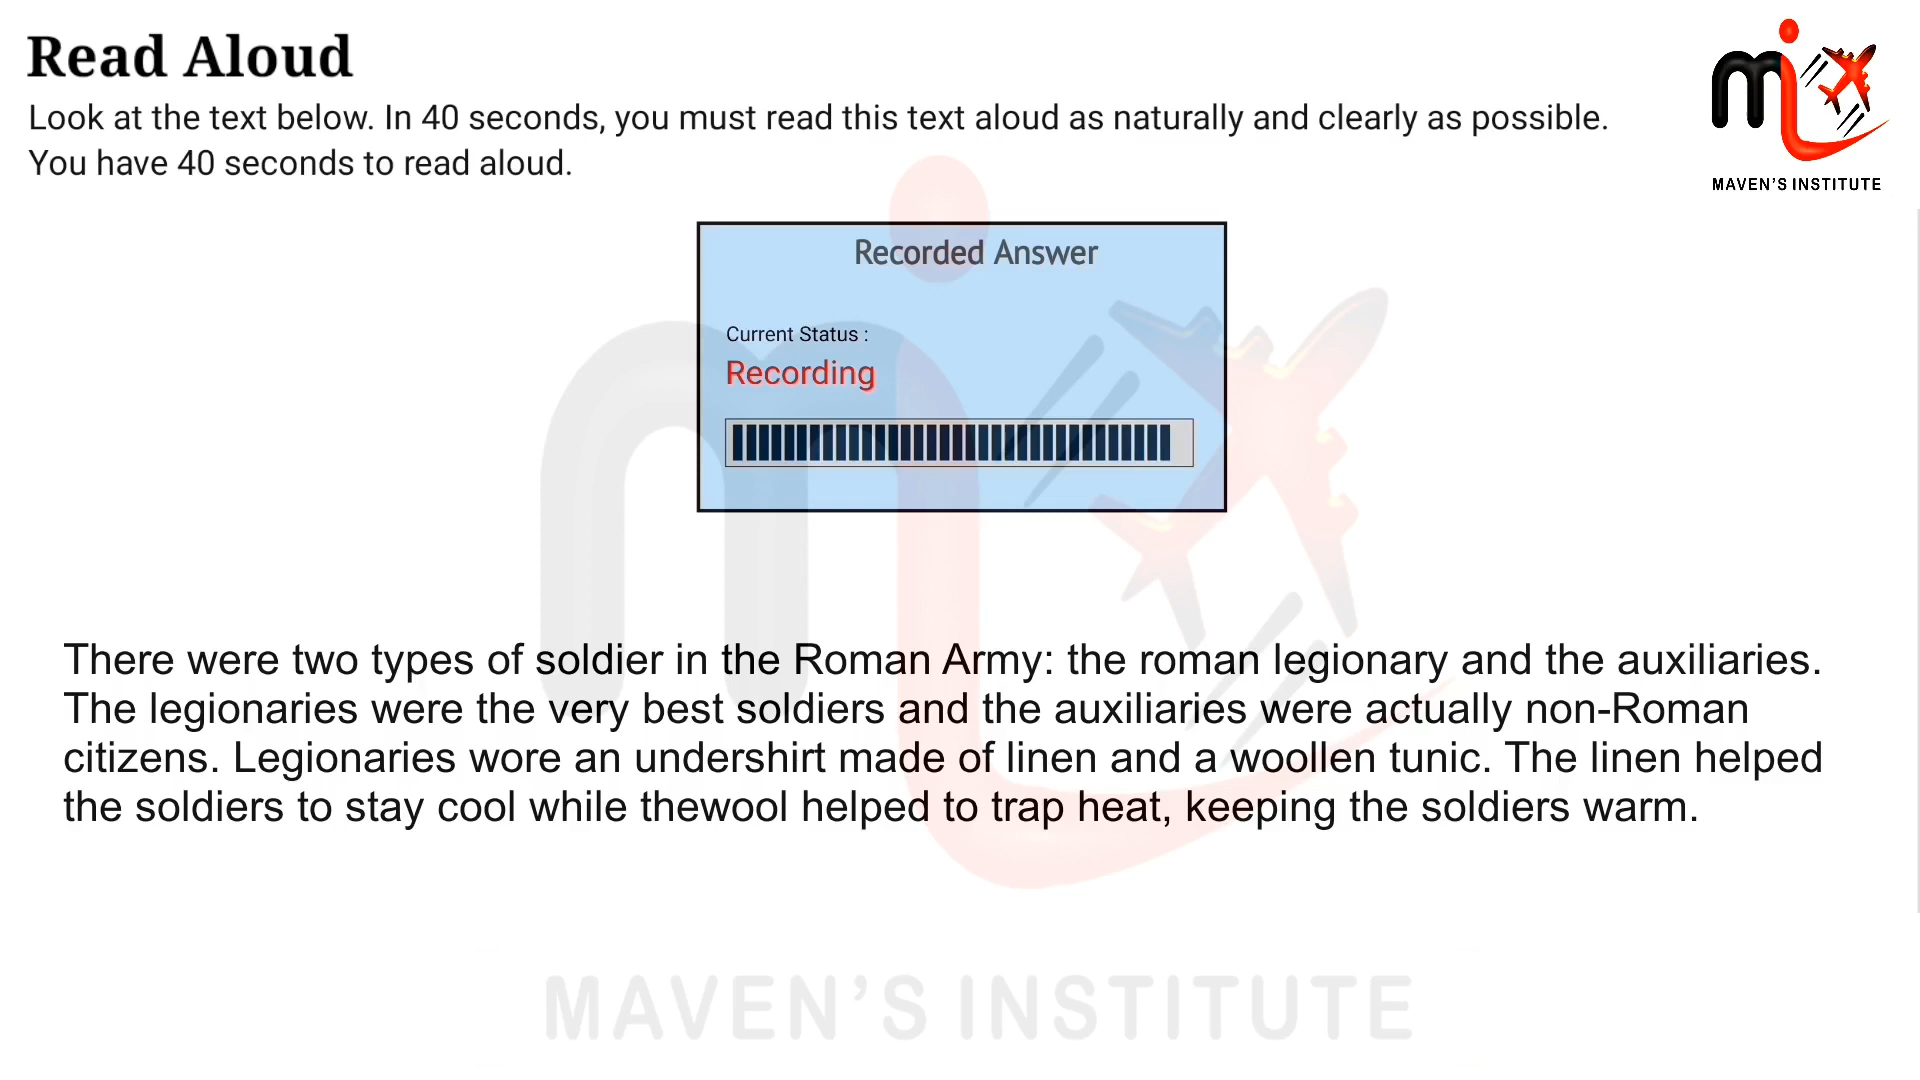 Read Aloud
Look at the text below. In 40 seconds, you must read this text aloud as naturally and clearly as possible.
You have 40 seconds to read aloud.
MAVEN'S INSTITUTE
Recorded Answer
Current Status :
Recording
There were two types of soldier in the Roman Army: the roman legionary and the auxiliaries.
The legionaries were the very best soldiers and the auxiliaries were actually non-Roman
citizens. Legionaries wore an undershirt made of linen and a woollen tunic. The linen helped
the soldiers to stay cool while thewool helped to trap heat, keeping the soldiers warm.
MAVEN'S INSTITUTE